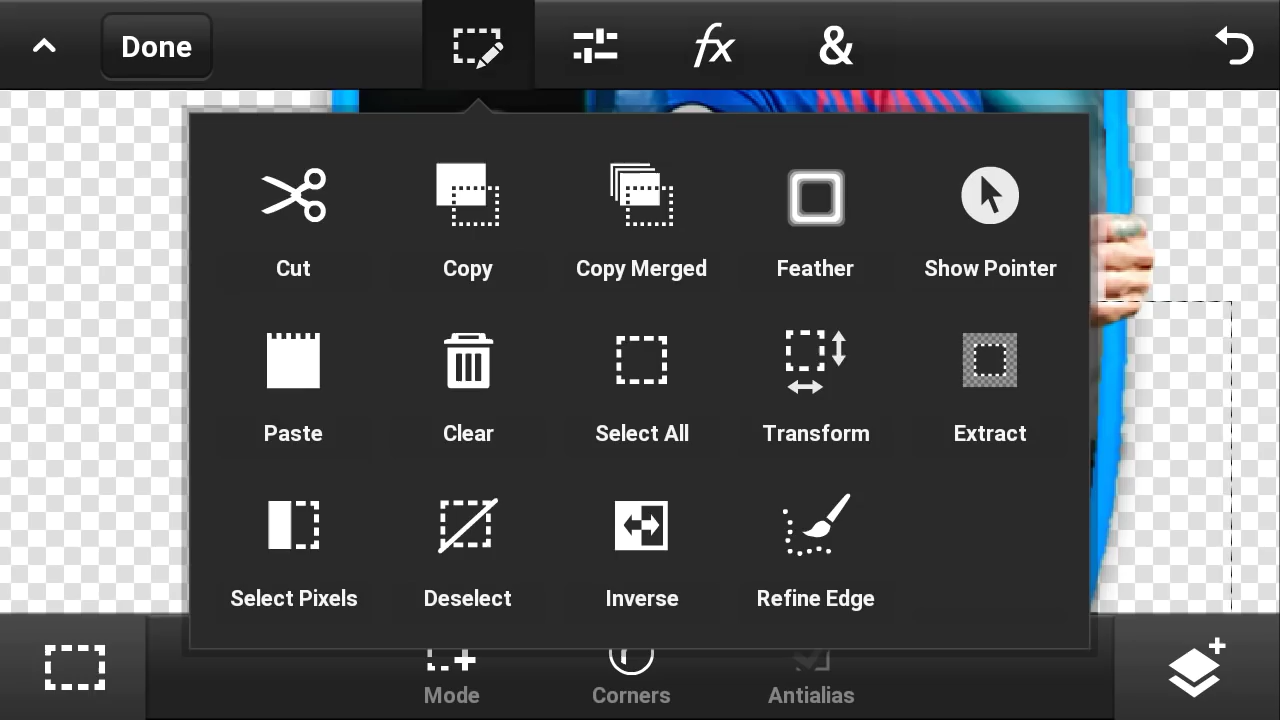 Done
fx
&
Cut
Copy
Copy Merged
Feather
Show Pointer
Paste
Clear
Select All
Transform
Extract
Select Pixels
Deselect
Inverse
Refine Edge
Mode
Corners
Antialias